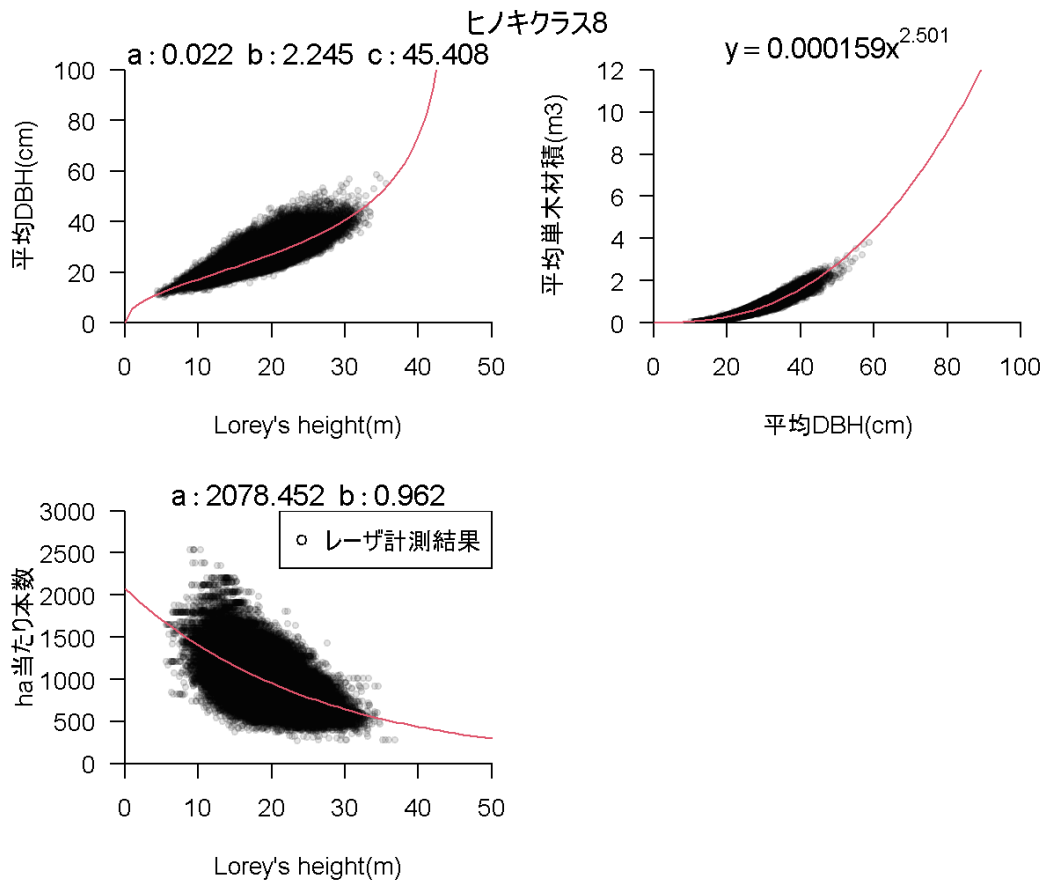 ヒノキクラス8
a : 0.022 b : 2.245 c : 45.408
平均DBH(cm)
100
80
60
40
20
0
0 10 20 30 40 50
Lorey's height(m)
y = 0.000159x^2.501
平均単木材積(m3)
12
10
8
6
4
2
0
0 20 40 60 80 100
平均DBH(cm)
a : 2078.452 b : 0.962
レーザ計測結果
ha当たり本数
3000
2500
2000
1500
1000
500
0
0 10 20 30 40 50
Lorey's height(m)